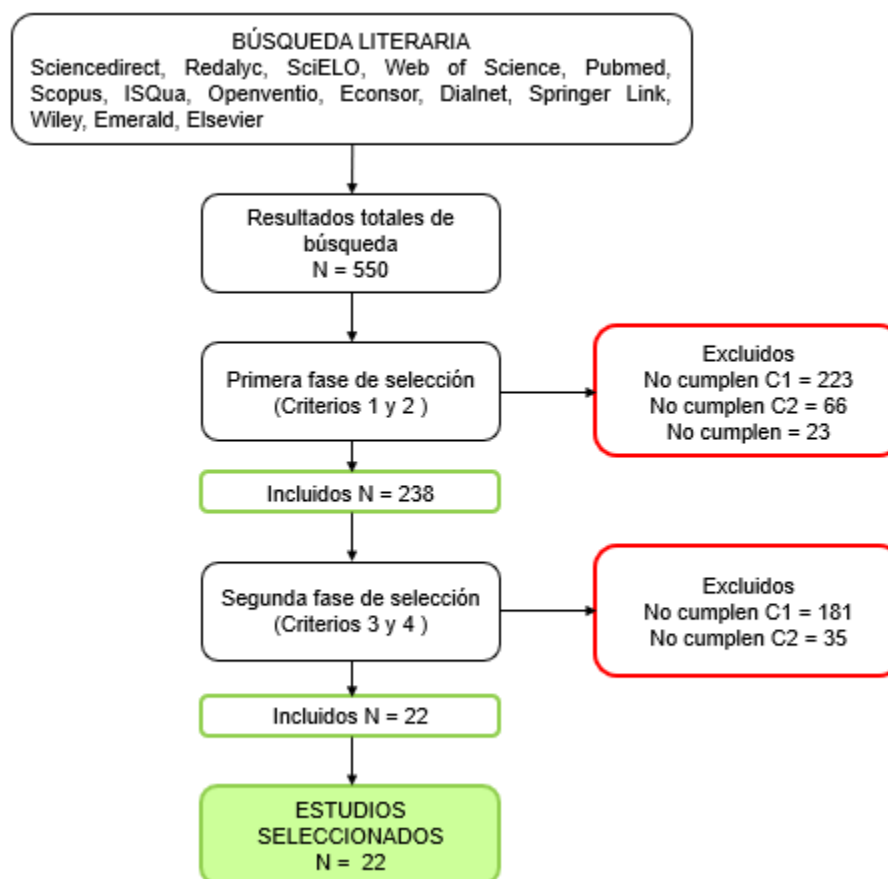 BÚSQUEDA LITERARIA
Sciencedirect, Redalyc, SciELO, Web of Science, Pubmed,
Scopus, ISQua, Openventio, Econsor, Dialnet, Springer Link,
Wiley, Emerald, Elsevier
Resultados totales de
búsqueda
N = 550
Primera fase de selección
(Criterios 1 y 2 )
Excluidos
No cumplen C1 = 223
No cumplen C2 = 66
No cumplen = 23
Incluidos N = 238
Segunda fase de selección
(Criterios 3 y 4 )
Excluidos
No cumplen C1 = 181
No cumplen C2 = 35
Incluidos N = 22
ESTUDIOS
SELECCIONADOS
N = 22